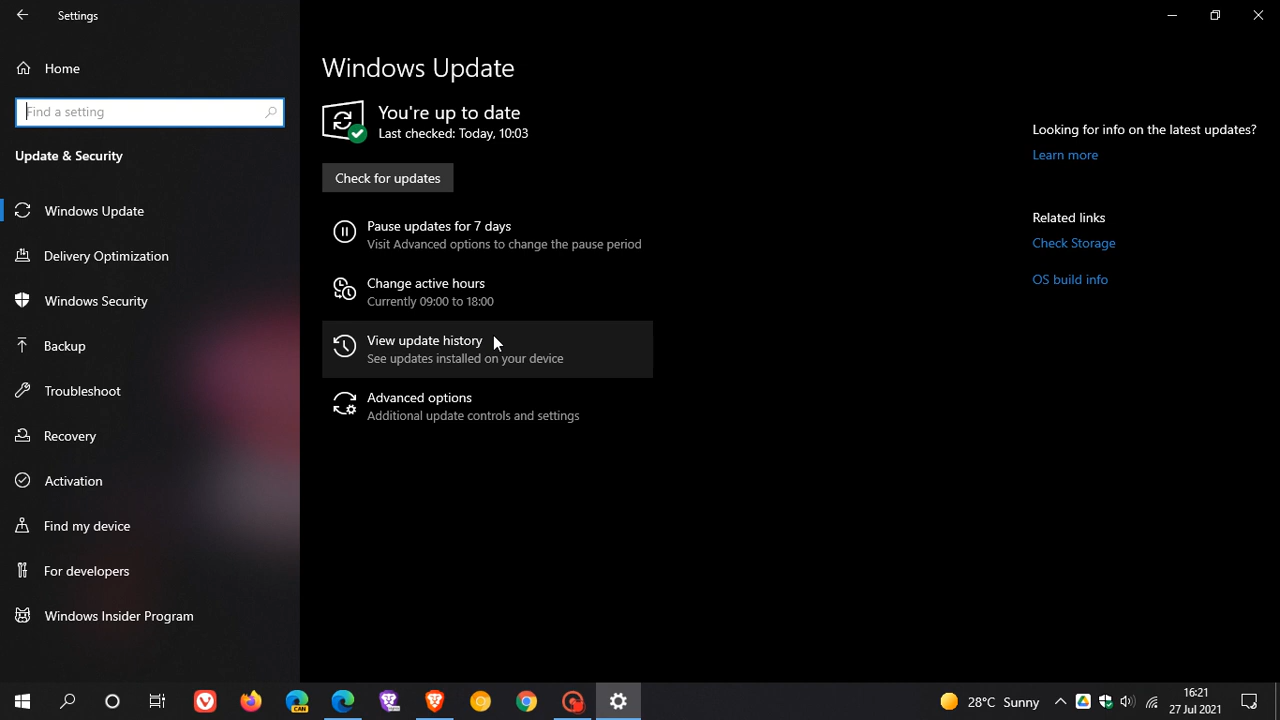 Settings
Home
Find a setting
Update & Security
Windows Update
Delivery Optimization
Windows Security
Backup
Troubleshoot
Recovery
Activation
Find my device
For developers
Windows Insider Program
Windows Update
You're up to date
Last checked: Today, 10:03
Check for updates
Pause updates for 7 days
Visit Advanced options to change the pause period
Change active hours
Currently 09:00 to 18:00
View update history
See updates installed on your device
Advanced options
Additional update controls and settings
Looking for info on the latest updates?
Learn more
Related links
Check Storage
OS build info
CAN
28°C Sunny
16:21
27 Jul 2021